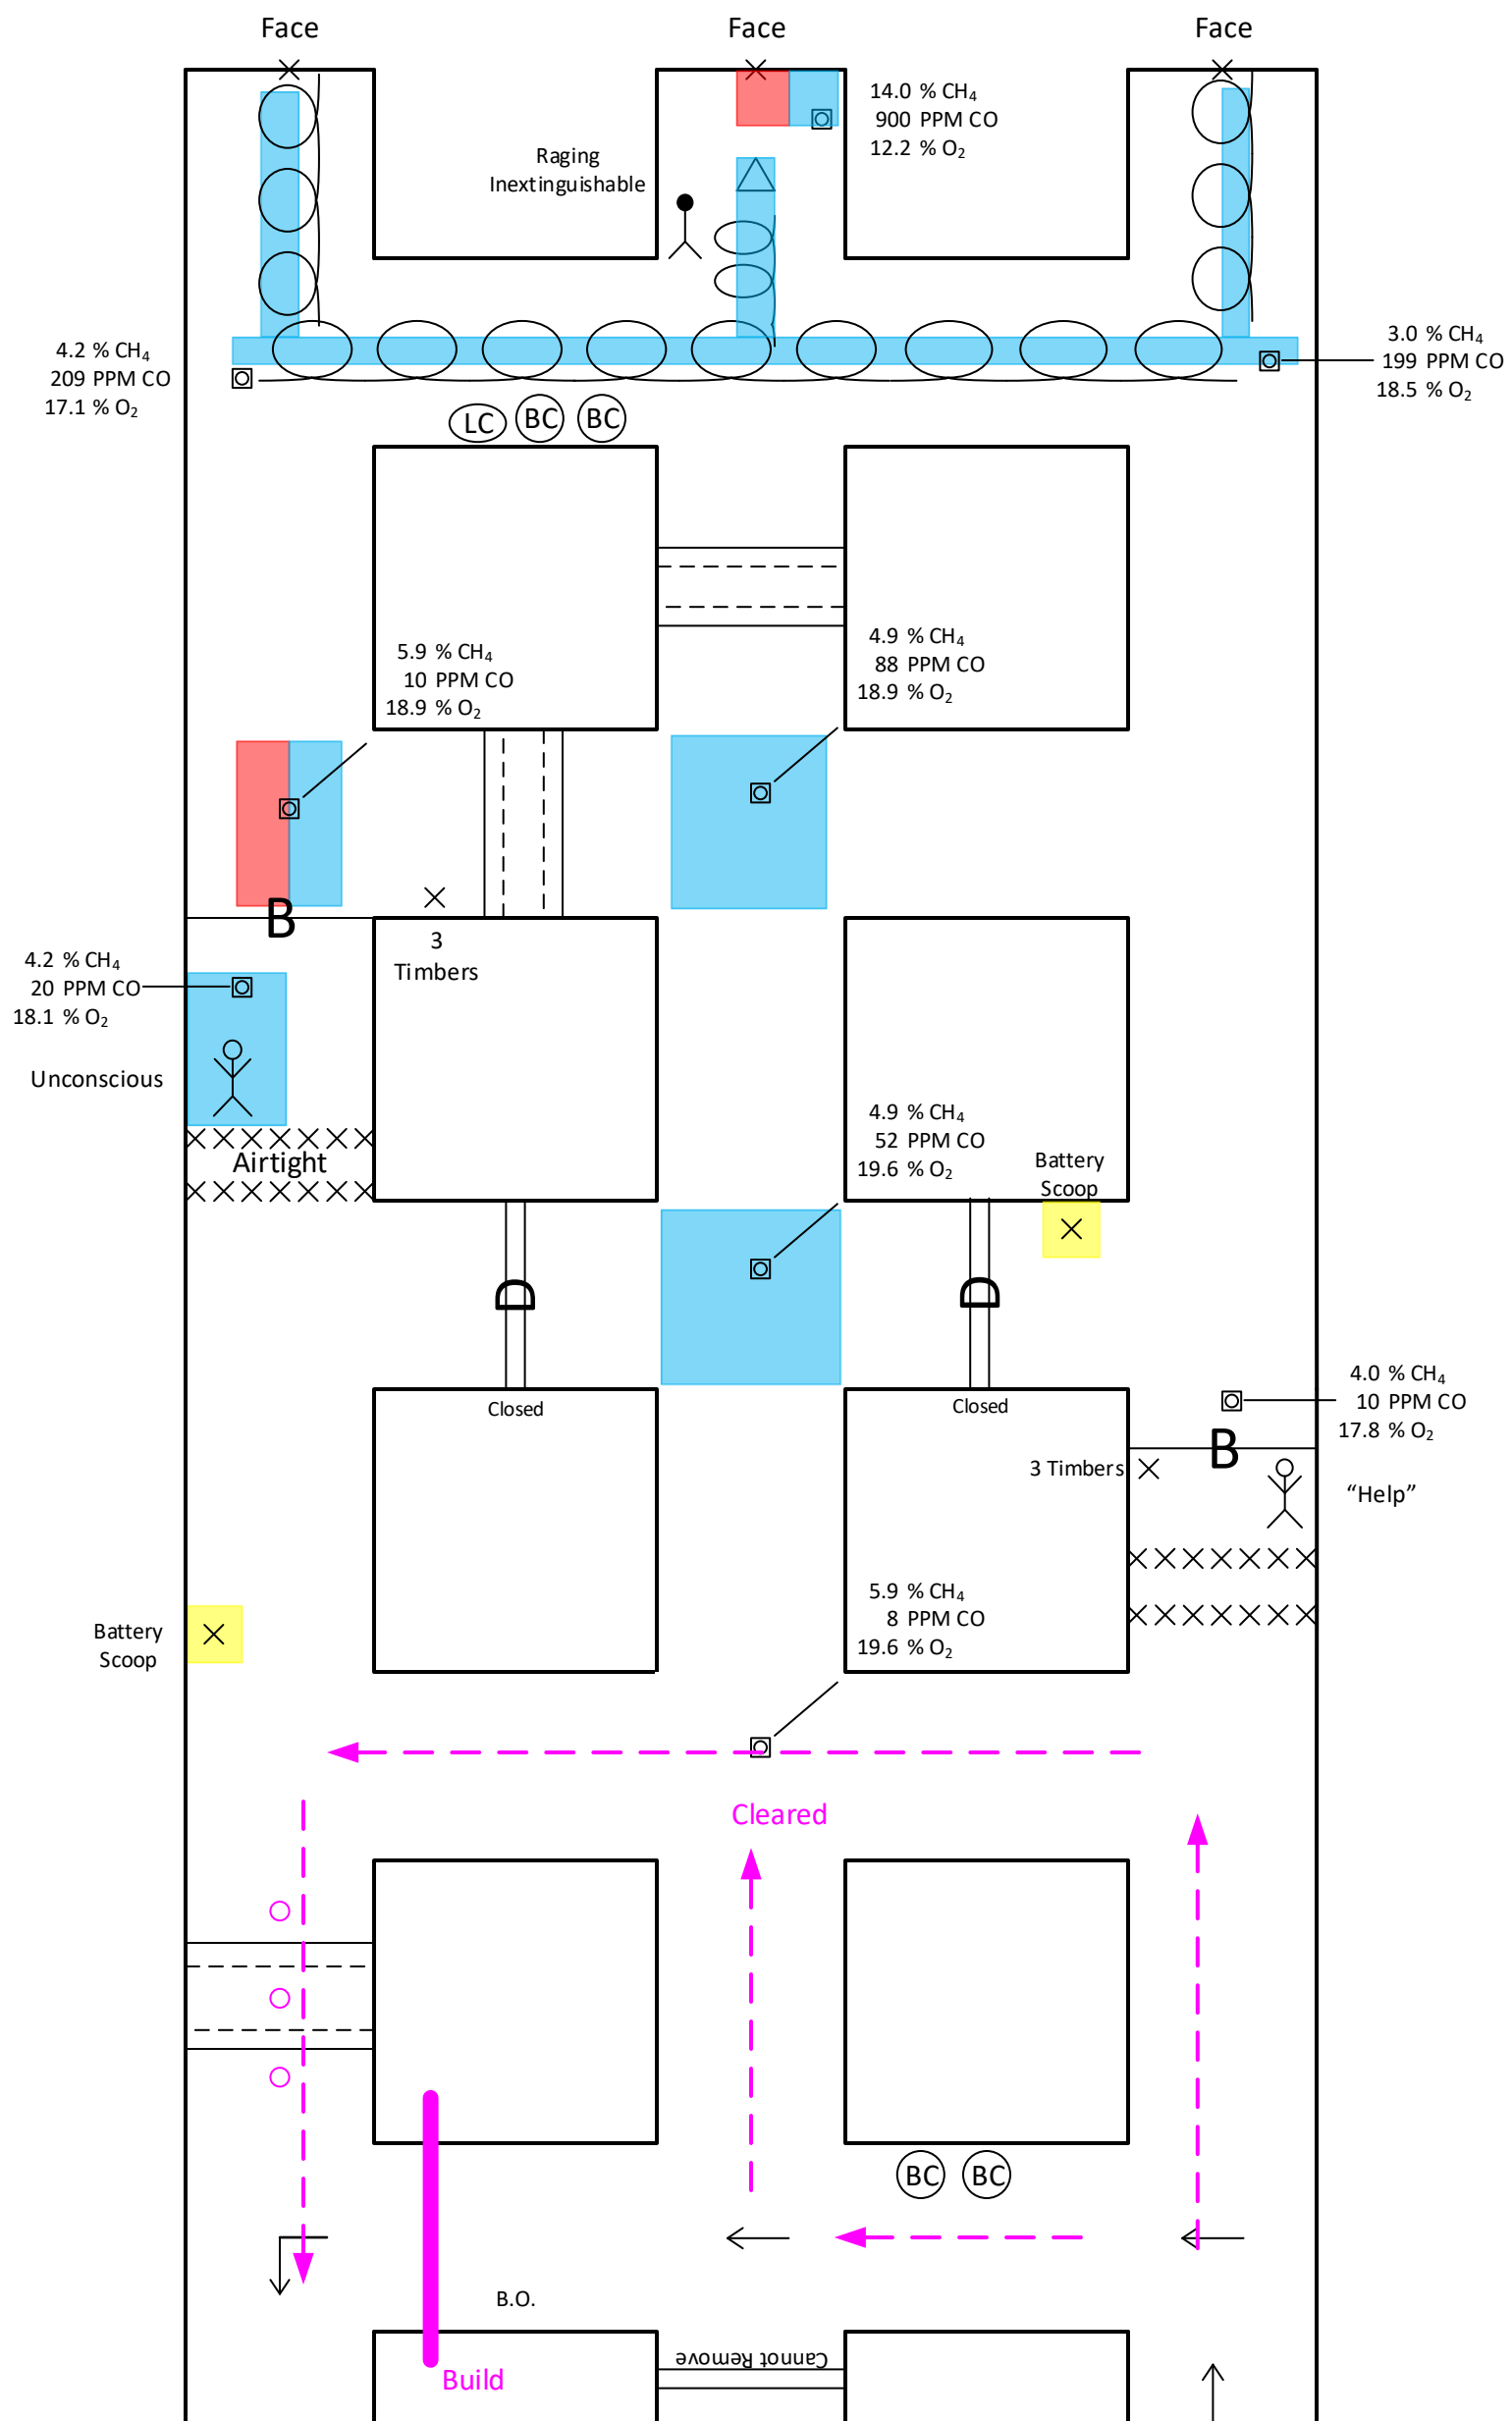 Face
Face
Face
14.0 % CH₄
900 PPM CO
12.2 % O₂
Raging
Inextinguishable
4.2 % CH₄
209 PPM CO
17.1 % O₂
3.0 % CH₄
199 PPM CO
18.5 % O₂
LC
BC
BC
5.9 % CH₄
10 PPM CO
18.9 % O₂
4.9 % CH₄
88 PPM CO
18.9 % O₂
B
3
Timbers
4.2 % CH₄
20 PPM CO
18.1 % O₂
Unconscious
Airtight
4.9 % CH₄
52 PPM CO
19.6 % O₂
Battery
Scoop
D
D
Closed
Closed
4.0 % CH₄
10 PPM CO
17.8 % O₂
B
3 Timbers
“Help”
5.9 % CH₄
8 PPM CO
19.6 % O₂
Battery
Scoop
Cleared
BC
BC
B.O.
Cannot Remove
Build